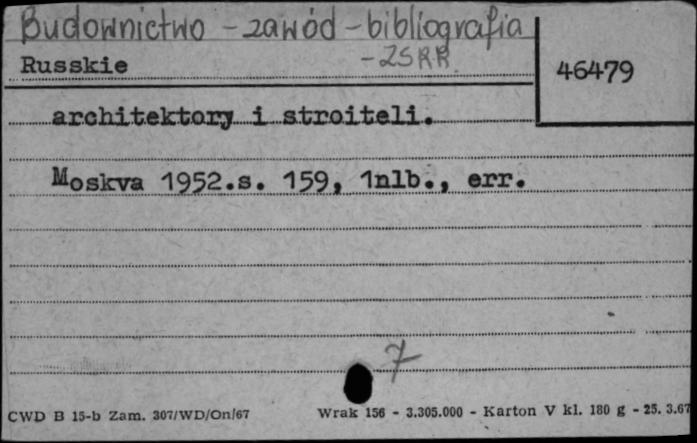 Budownictwo - zawód - bibliografia
- ZSRR
Russkie
46479
architektory i stroiteli.
Moskva 1952.s. 159, 1nlb., err.
7
CWD B 15-b Zam. 307/WD/On/67
Wrak 156 - 3.305.000 - Karton V kl. 180 g - 25. 3.67